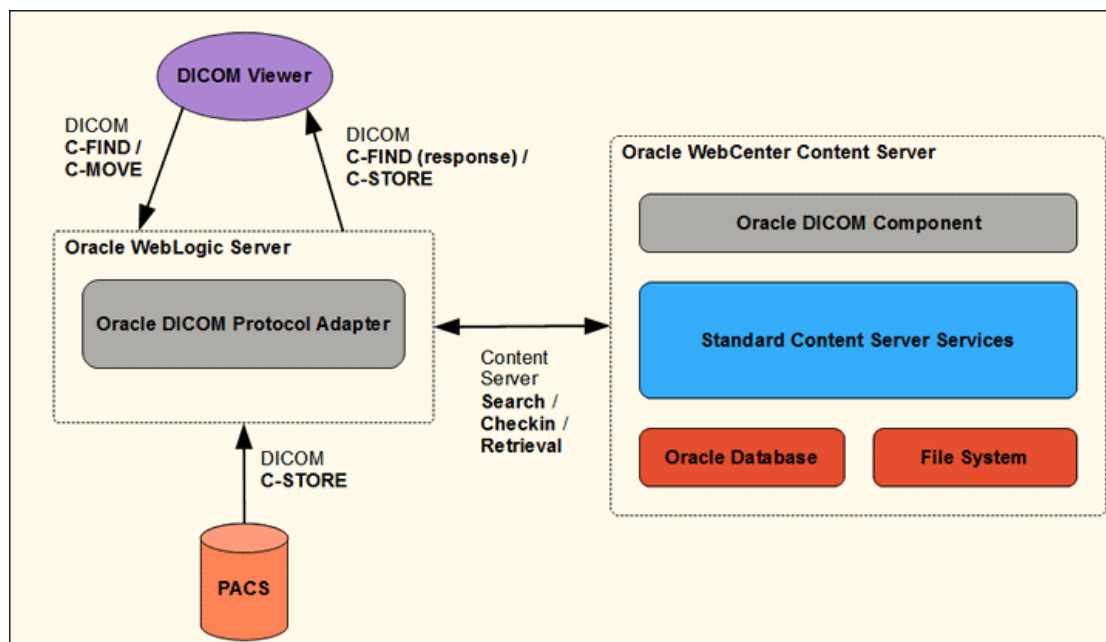 DICOM Viewer
DICOM
C-FIND /
C-MOVE
DICOM
C-FIND (response) /
C-STORE
Oracle WebLogic Server
Oracle DICOM Protocol Adapter
DICOM
C-STORE
PACS
Content
Server
Search /
Checkin /
Retrieval
Oracle WebCenter Content Server
Oracle DICOM Component
Standard Content Server Services
Oracle Database
File System